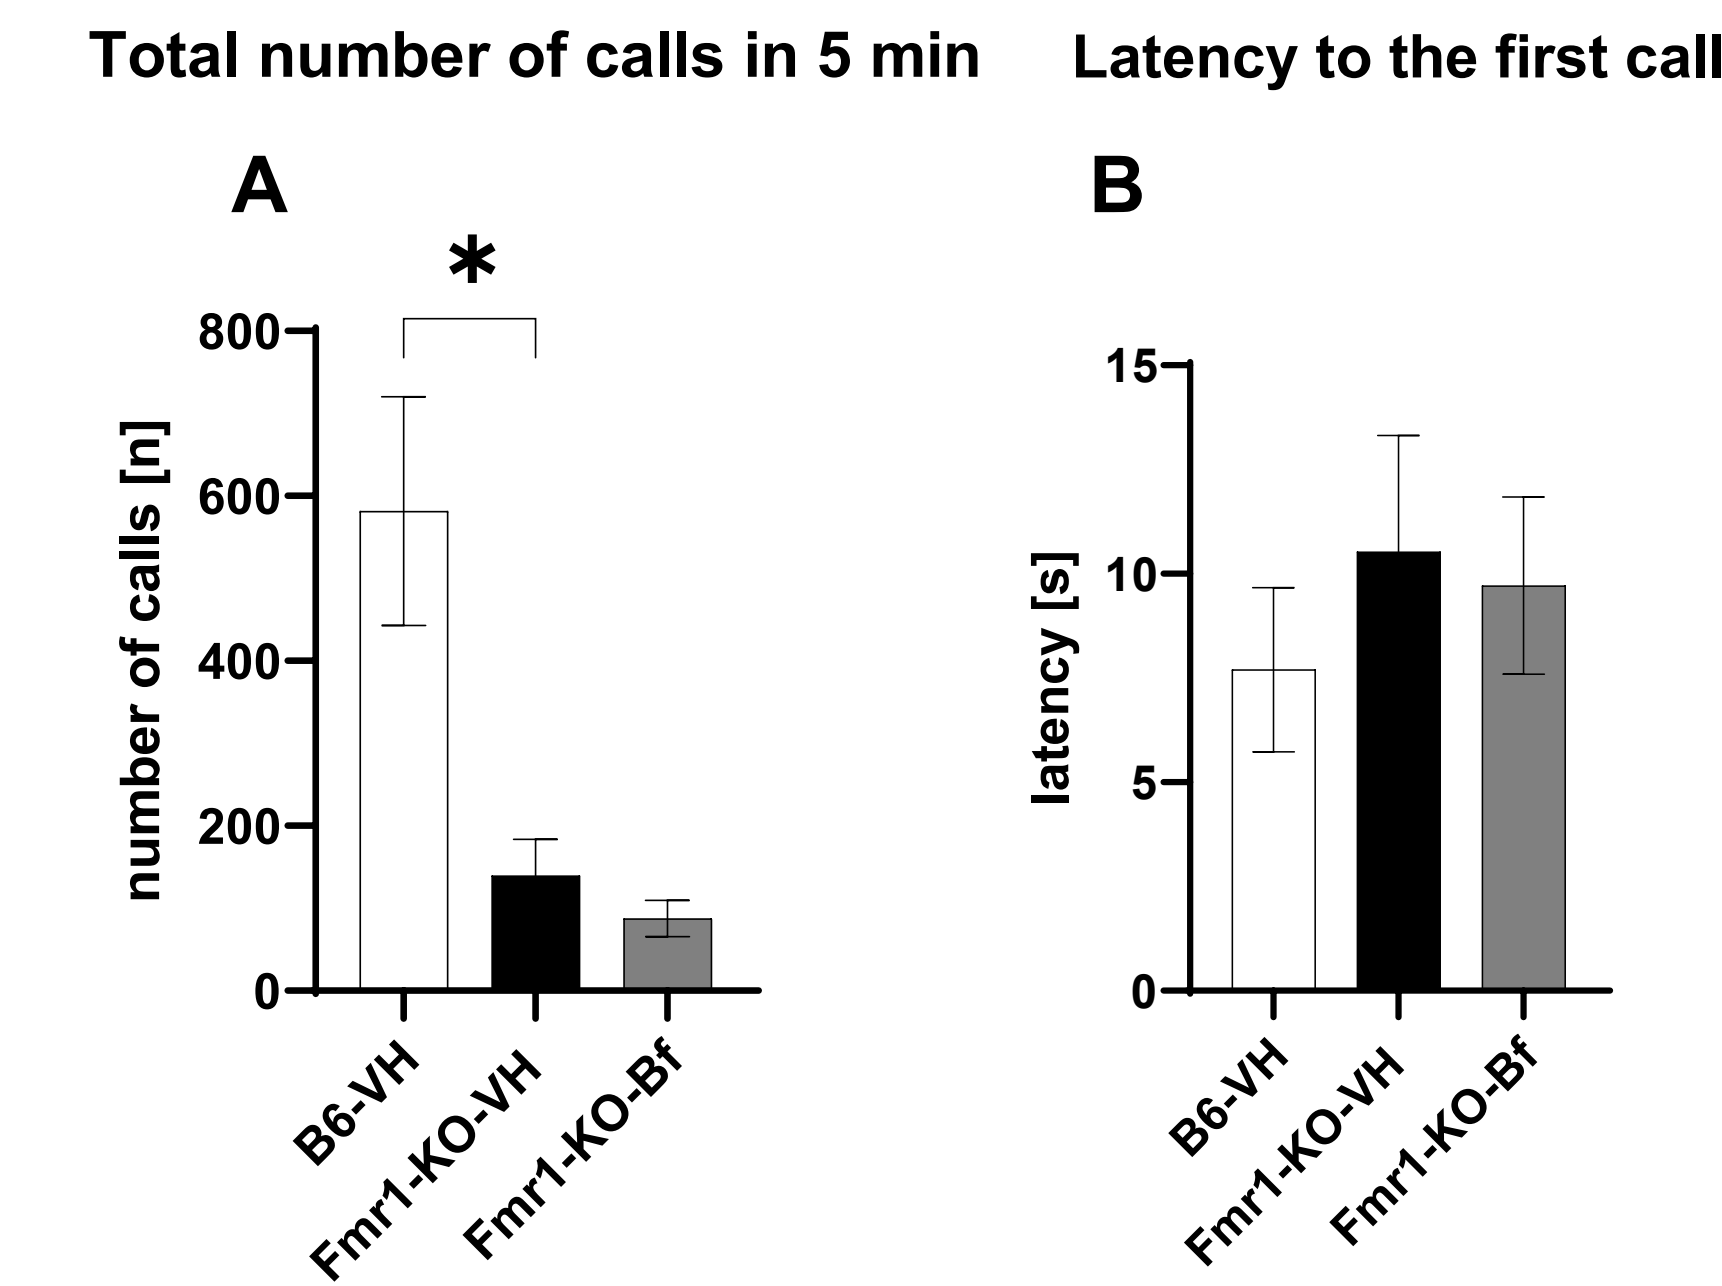 Total number of calls in 5 min
A
*
number of calls [n]
800
600
400
200
0
B6-VH
Fmr1-KO-VH
Fmr1-KO-Bf
Latency to the first call
B
latency [s]
15
10
5
0
B6-VH
Fmr1-KO-VH
Fmr1-KO-Bf